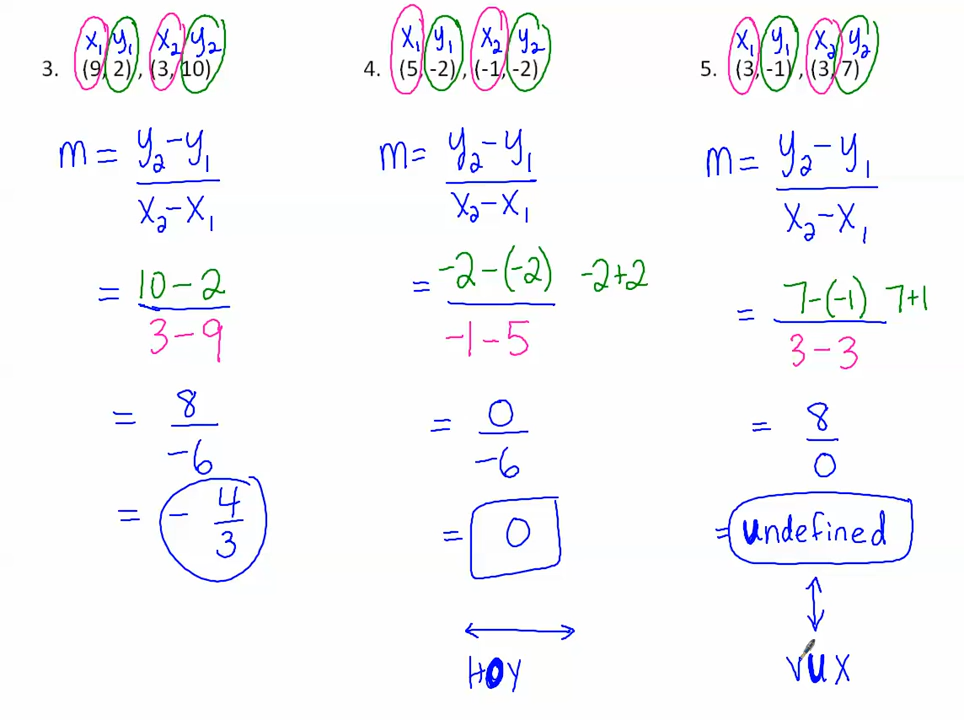 x₁ y₁ x₂ y₂
3. (9, 2) , (3, 10)
m = y₂ - y₁ / x₂ - x₁
= 10 - 2 / 3 - 9
= 8 / -6
= - 4/3
x₁ y₁ x₂ y₂
4. (5, -2) , (-1, -2)
m = y₂ - y₁ / x₂ - x₁
= -2 - (-2) / -1 - 5 -2+2
= 0 / -6
= 0
HOY
x₁ y₁ x₂ y₂
5. (3, -1) , (3, 7)
m = y₂ - y₁ / x₂ - x₁
= 7 - (-1) / 3 - 3 7+1
= 8 / 0
= undefined
VUX